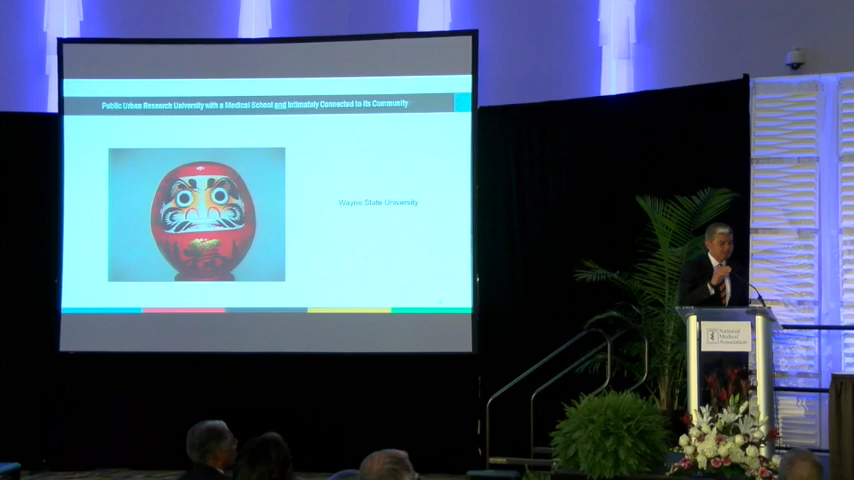 Public Urban Research University with a Medical School and Intimately Connected to its Community
Wayne State University
National
Medical
Association